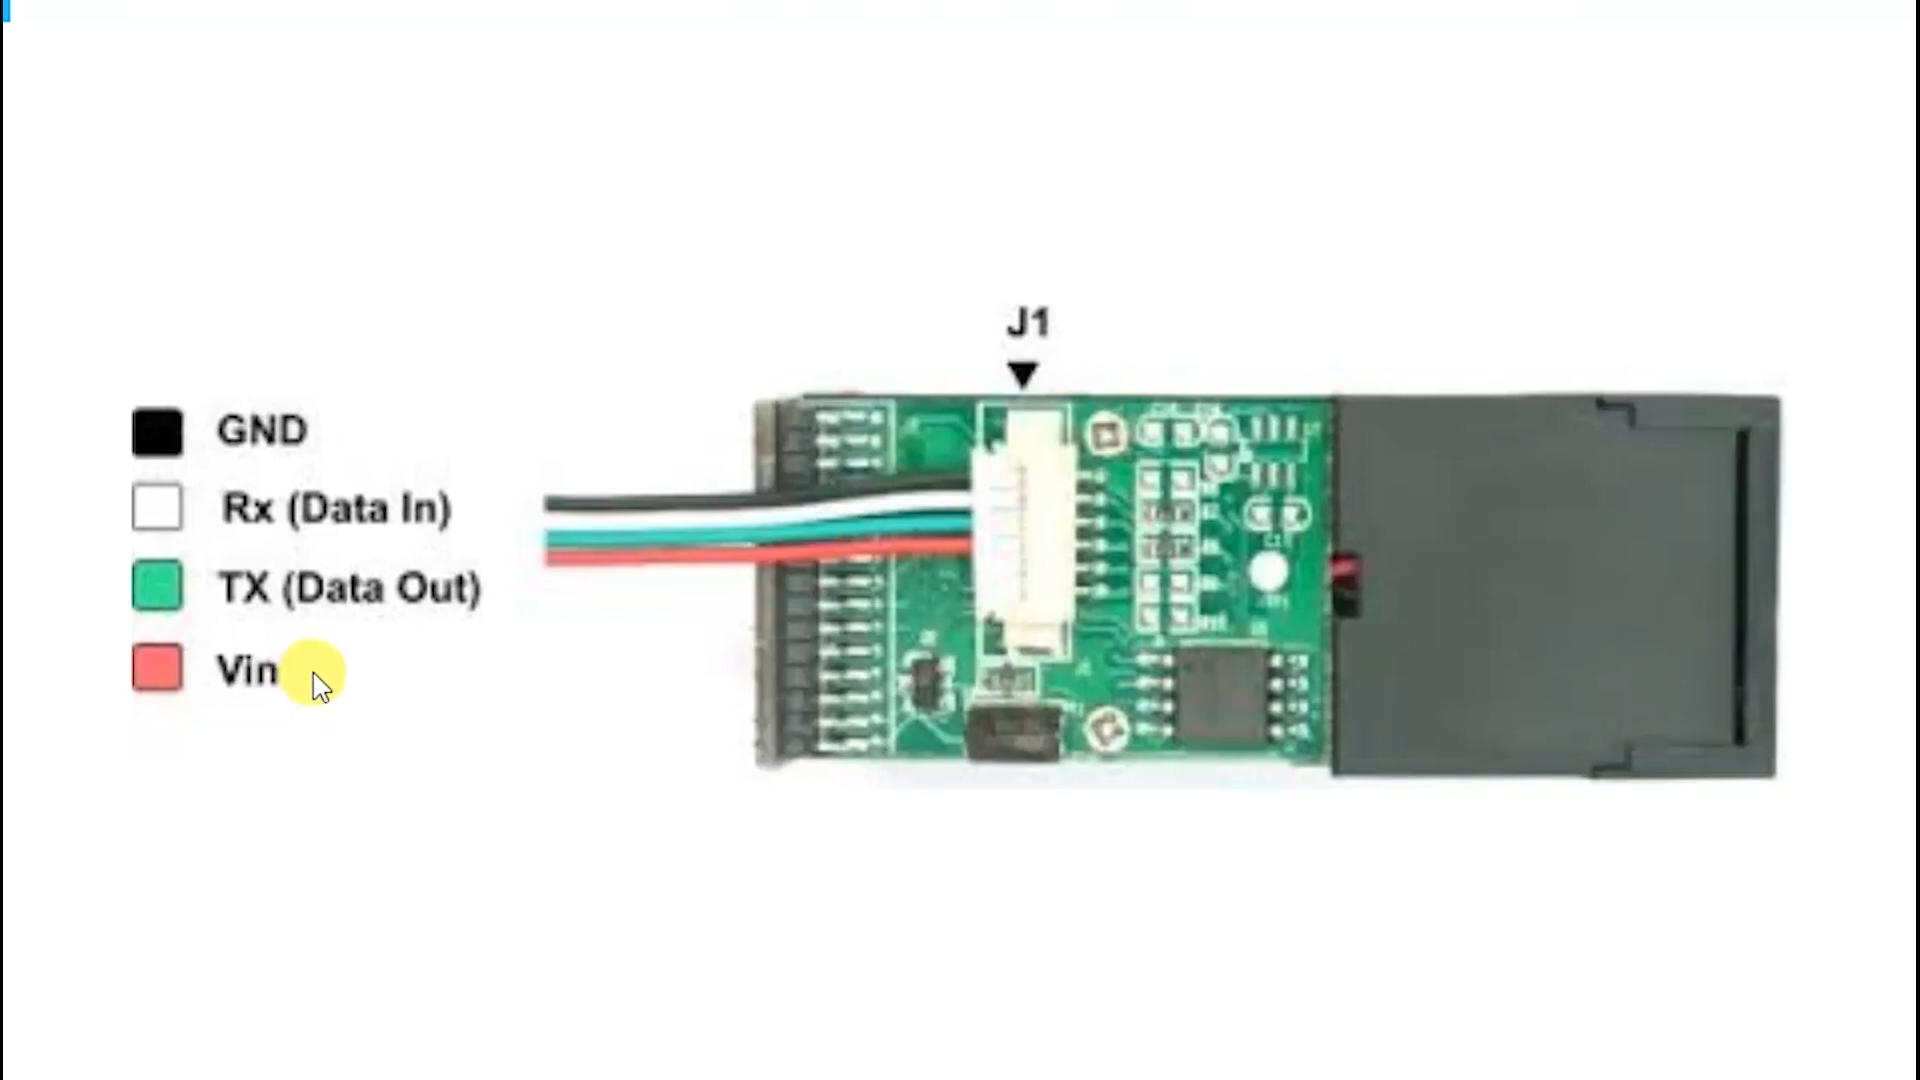 J1
GND
Rx (Data In)
TX (Data Out)
Vin